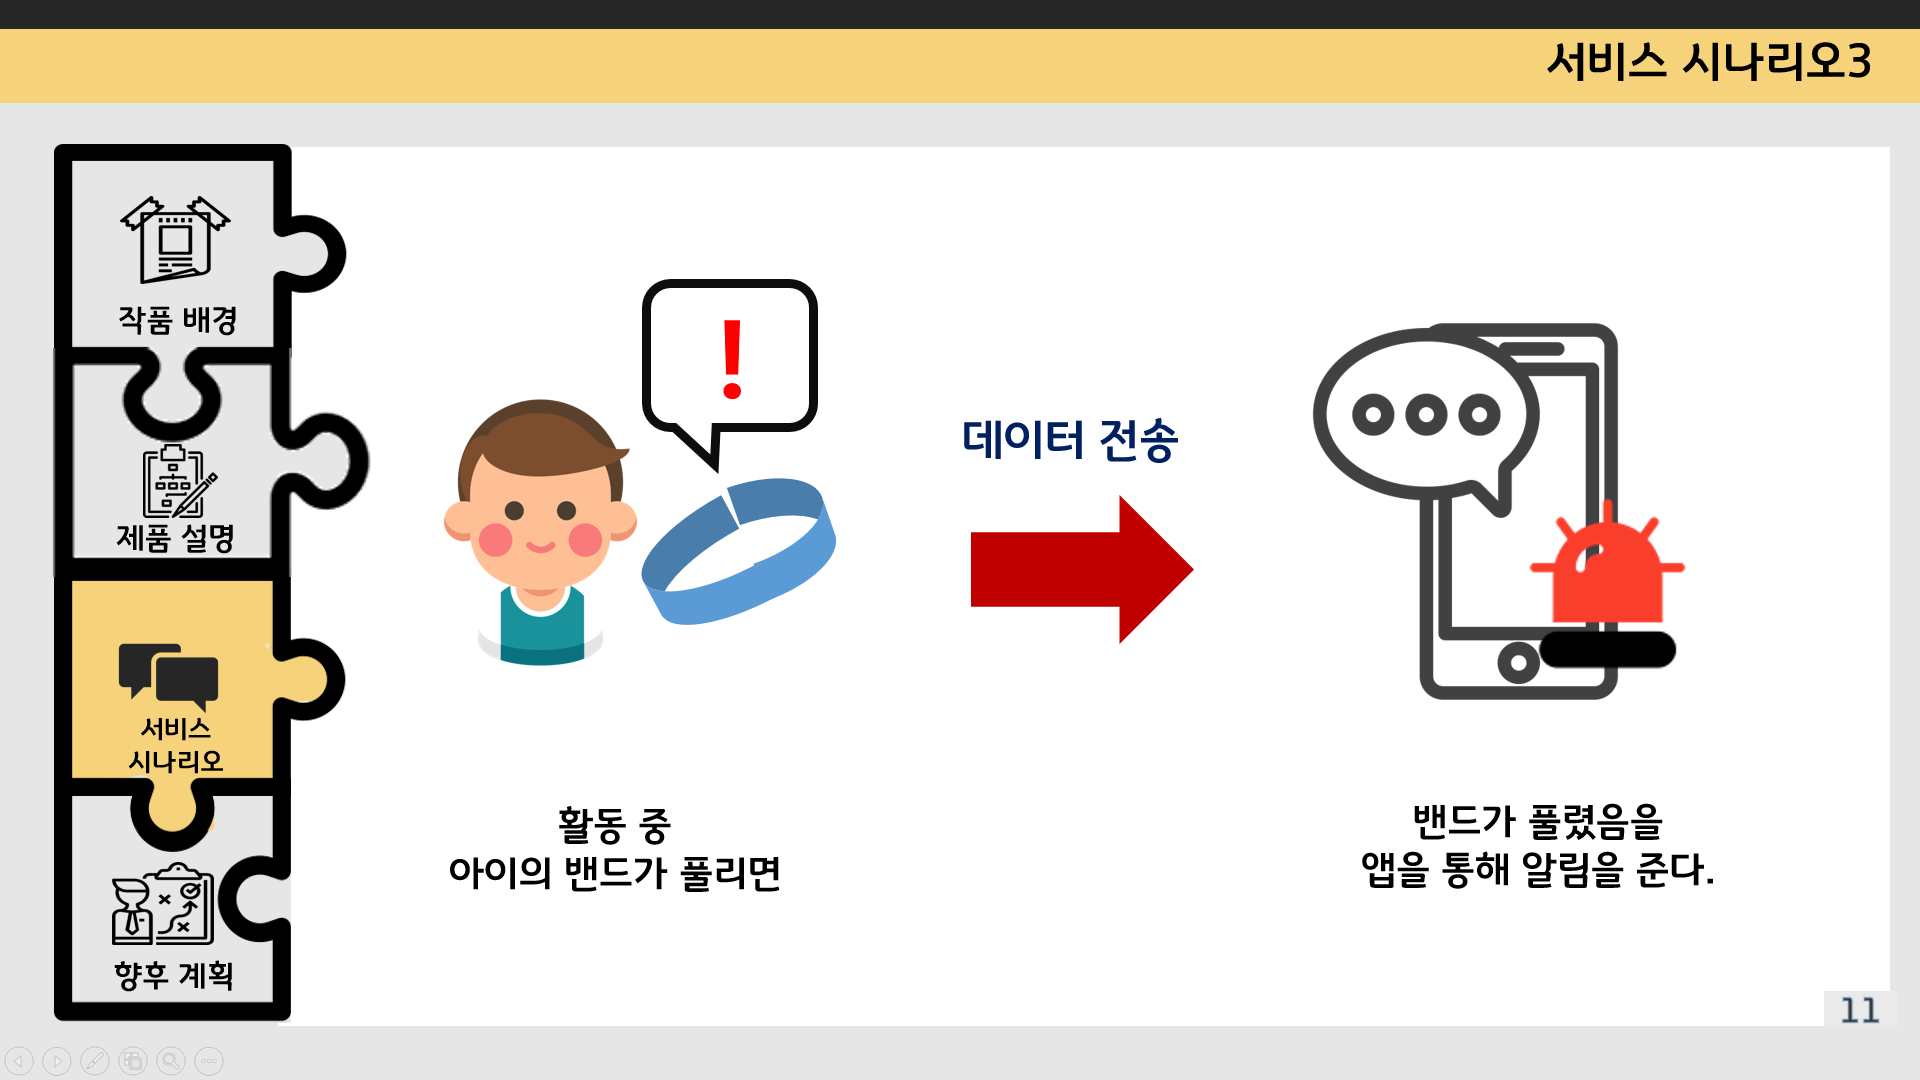 서비스 시나리오3
작품 배경
제품 설명
서비스
시나리오
향후 계획
!
데이터 전송
활동 중
아이의 밴드가 풀리면
밴드가 풀렸음을
앱을 통해 알림을 준다.
11